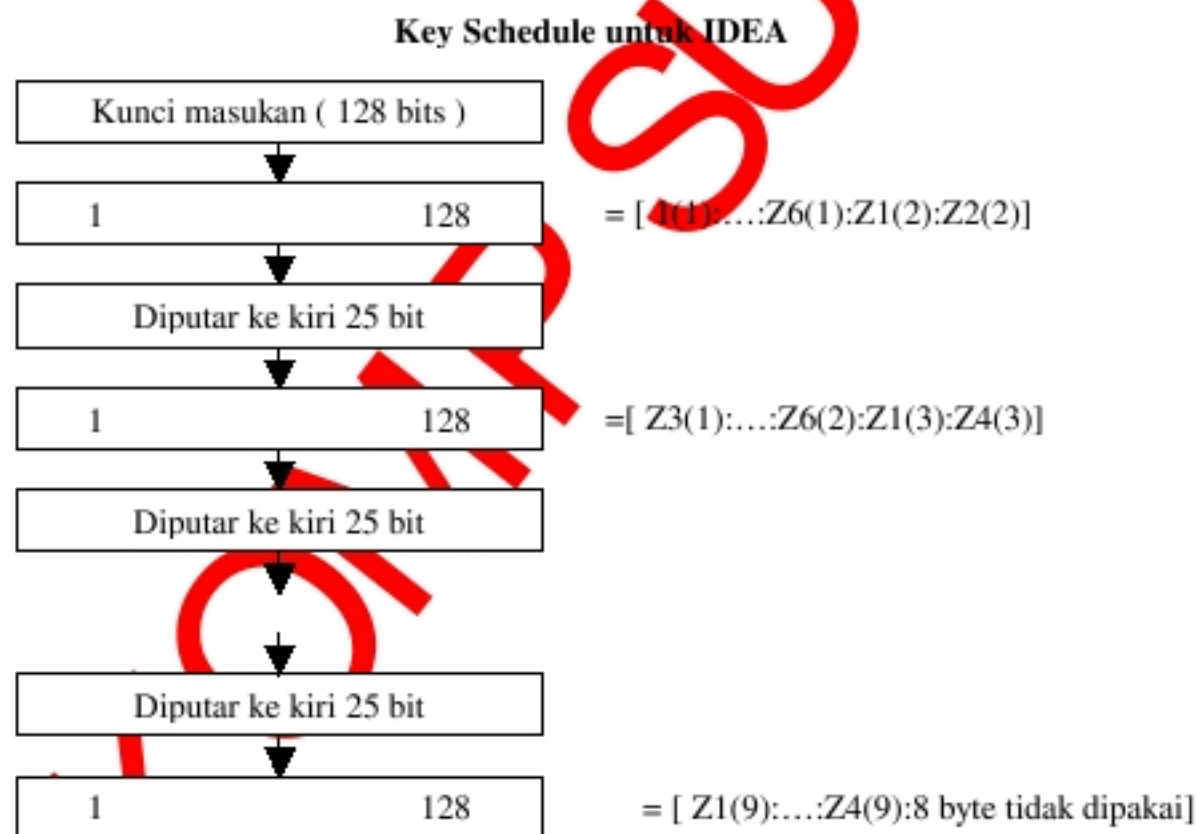 Key Schedule untuk IDEA
Kunci masukan ( 128 bits )
1 128 = [ 1(1):…:Z6(1):Z1(2):Z2(2)]
Diputar ke kiri 25 bit
1 128 =[ Z3(1):…:Z6(2):Z1(3):Z4(3)]
Diputar ke kiri 25 bit
Diputar ke kiri 25 bit
1 128 = [ Z1(9):…:Z4(9):8 byte tidak dipakai]